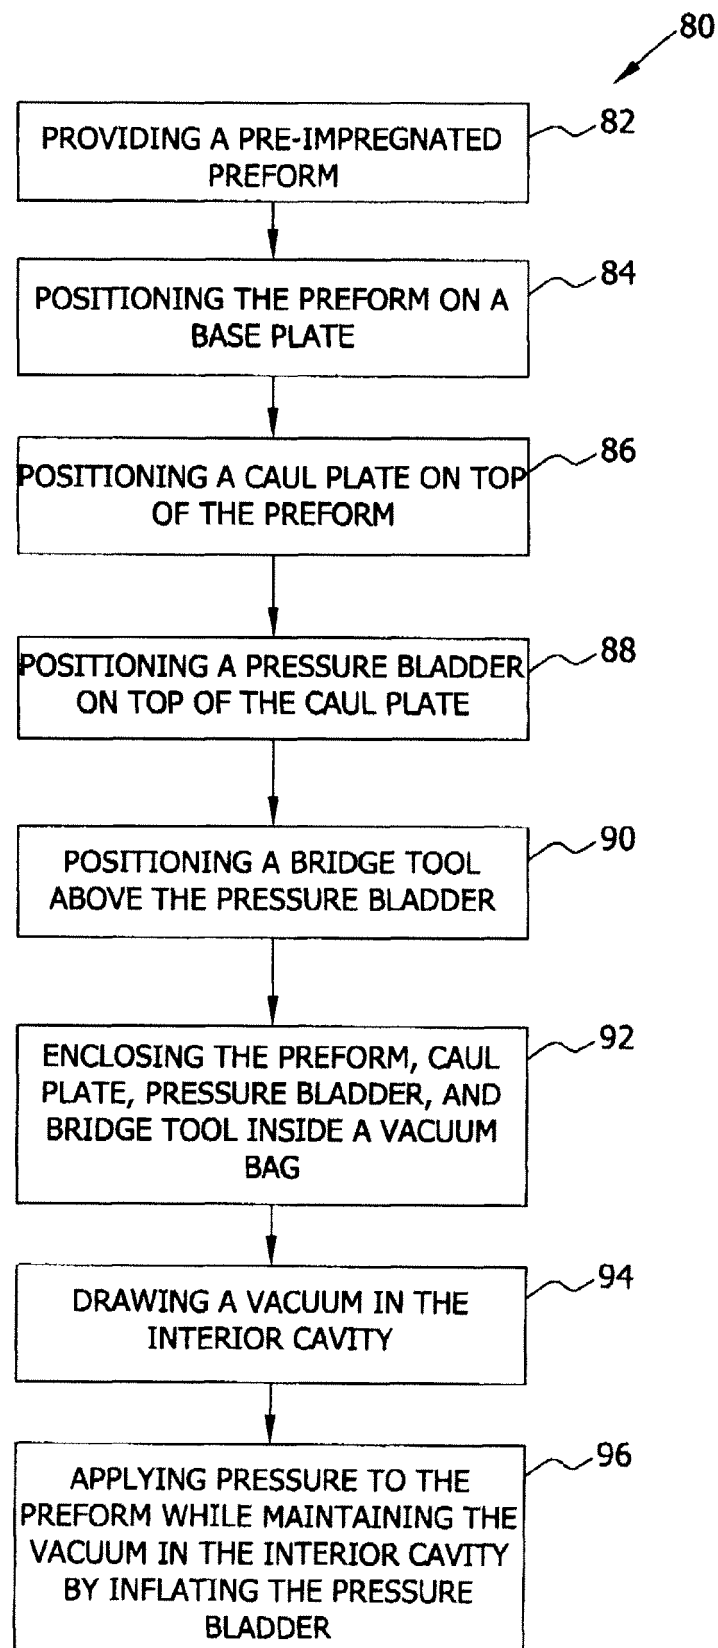 80
PROVIDING A PRE-IMPREGNATED
PREFORM
82
POSITIONING THE PREFORM ON A
BASE PLATE
84
POSITIONING A CAUL PLATE ON TOP
OF THE PREFORM
86
POSITIONING A PRESSURE BLADDER
ON TOP OF THE CAUL PLATE
88
POSITIONING A BRIDGE TOOL
ABOVE THE PRESSURE BLADDER
90
ENCLOSING THE PREFORM, CAUL
PLATE, PRESSURE BLADDER, AND
BRIDGE TOOL INSIDE A VACUUM
BAG
92
DRAWING A VACUUM IN THE
INTERIOR CAVITY
94
APPLYING PRESSURE TO THE
PREFORM WHILE MAINTAINING THE
VACUUM IN THE INTERIOR CAVITY
BY INFLATING THE PRESSURE
BLADDER
96